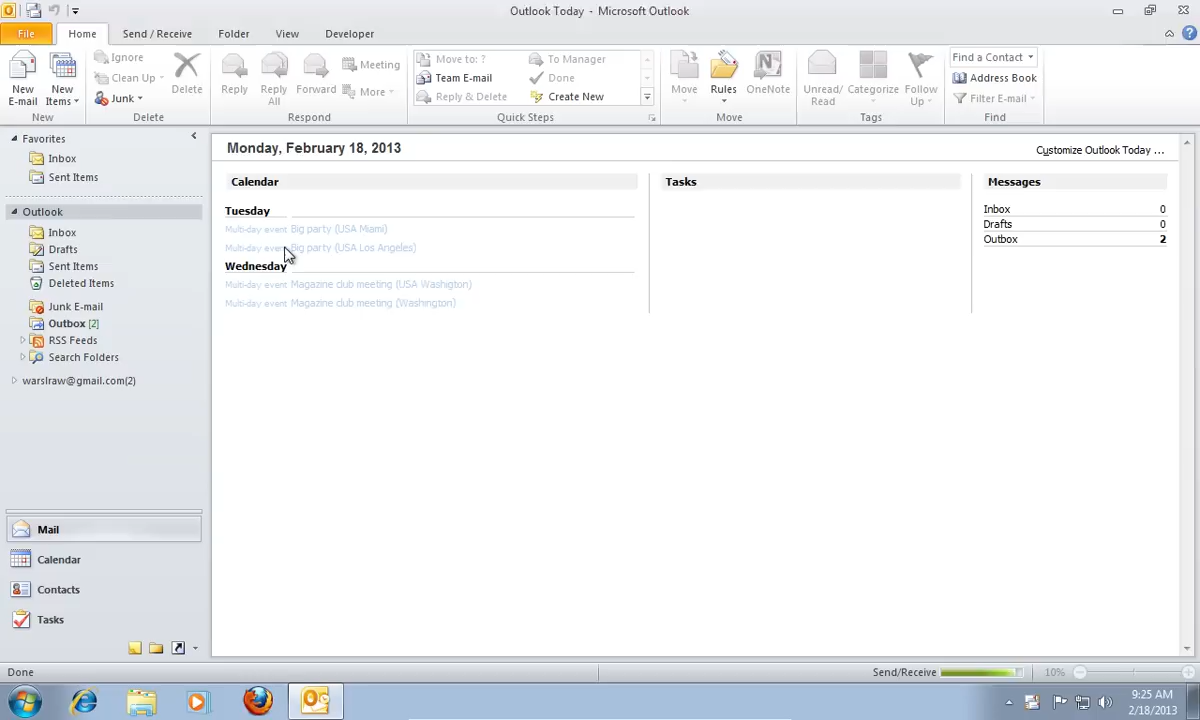 Outlook Today - Microsoft Outlook
File Home Send / Receive Folder View Developer
New E-mail
New Items
New
Ignore
Clean Up
Junk
Delete
Delete
Reply
Reply All
Forward
Meeting
More
Respond
Move to: ?
Team E-mail
Reply & Delete
To Manager
Done
Create New
Quick Steps
Move
Rules
OneNote
Move
Unread/ Read
Categorize
Follow Up
Tags
Find a Contact
Address Book
Filter E-mail
Find
Favorites
Inbox
Sent Items
Outlook
Inbox
Drafts
Sent Items
Deleted Items
Junk E-mail
Outbox [2]
RSS Feeds
Search Folders
warslraw@gmail.com(2)
Mail
Calendar
Contacts
Tasks
Monday, February 18, 2013
Customize Outlook Today ...
Calendar
Tuesday
Multi-day event Big party (USA Miami)
Multi-day event Big party (USA Los Angeles)
Wednesday
Multi-day event Magazine club meeting (USA Washigton)
Multi-day event Magazine club meeting (Washington)
Tasks
Messages
Inbox 0
Drafts 0
Outbox 2
Done
Send/Receive
10%
9:25 AM
2/18/2013